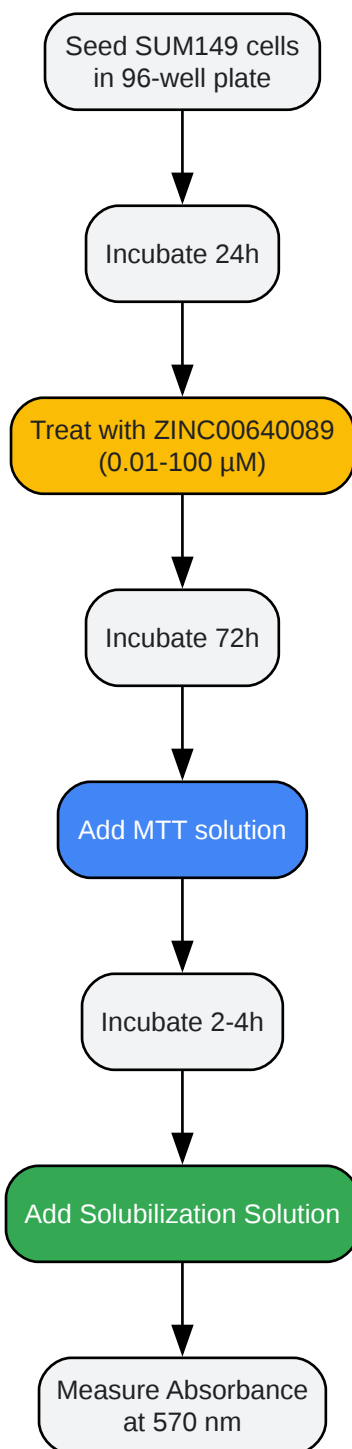 Seed SUM149 cells
in 96-well plate
Incubate 24h
Treat with ZINC00640089
(0.01-100 µM)
Incubate 72h
Add MTT solution
Incubate 2-4h
Add Solubilization Solution
Measure Absorbance
at 570 nm